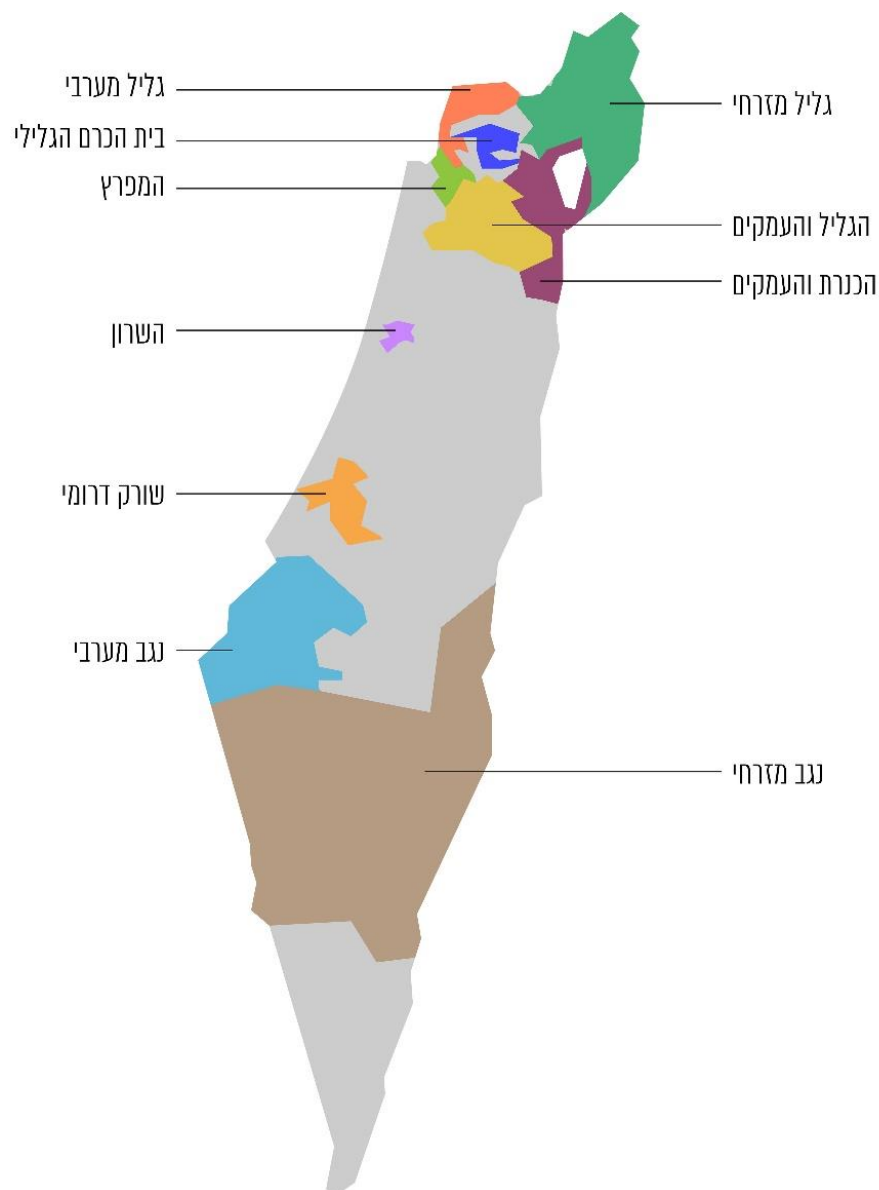 גליל מערבי
גליל מזרחי
בית הכרם הגלילי
המפרץ
הגליל והעמקים
הכנרת והעמקים
השרון
שורק דרומי
נגב מערבי
נגב מזרחי